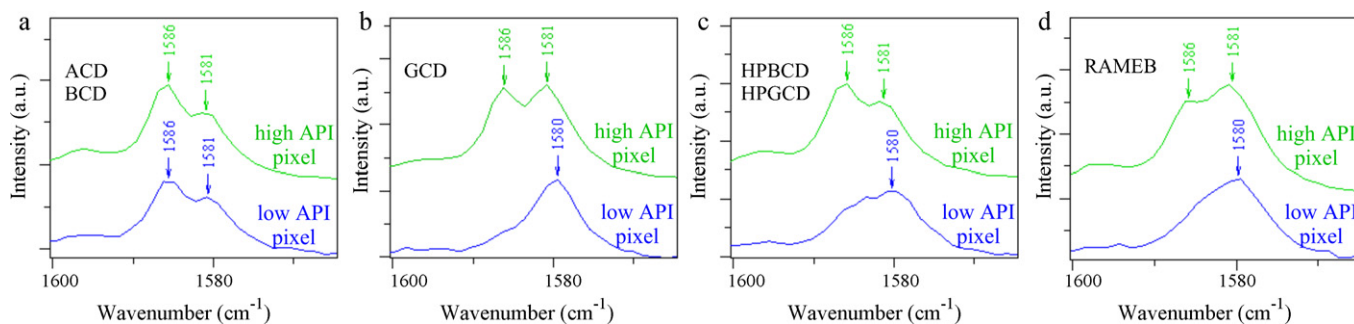 a
Intensity (a.u.)
ACD
BCD
1586
1581
high API
pixel
1586
1581
low API
pixel
1600
1580
Wavenumber (cm⁻¹)
b
Intensity (a.u.)
GCD
1586
1581
high API
pixel
1580
low API
pixel
1600
1580
Wavenumber (cm⁻¹)
c
Intensity (a.u.)
HPBCD
HPGCD
1586
1581
high API
pixel
1580
low API
pixel
1600
1580
Wavenumber (cm⁻¹)
d
Intensity (a.u.)
RAMEB
1586
1581
high API
pixel
1580
low API
pixel
1600
1580
Wavenumber (cm⁻¹)